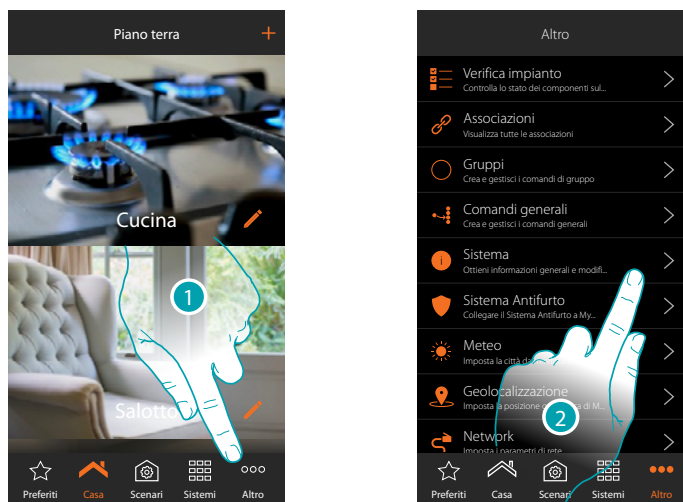 Piano terra
Cucina
1
Salotto
Preferiti
Casa
Scenari
Sistemi
Altro
Altro
Verifica impianto
Controlla lo stato dei componenti sul...
Associazioni
Visualizza tutte le associazioni
Gruppi
Crea e gestisci i comandi di gruppo
Comandi generali
Crea e gestisci i comandi generali
Sistema
Ottieni informazioni generali e modifi...
Sistema Antifurto
Collegare il Sistema Antifurto a My...
Meteo
Imposta la città
Geolocalizzazione
Imposta la posizione di M...
2
Network
Imposta i parametri di rete
Preferiti
Casa
Scenari
Sistemi
Altro